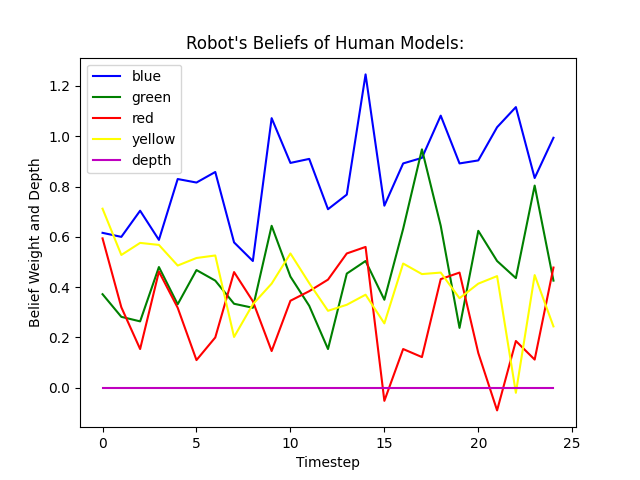 Robot's Beliefs of Human Models:
blue
green
red
yellow
depth
Belief Weight and Depth
1.2
1.0
0.8
0.6
0.4
0.2
0.0
0 5 10 15 20 25
Timestep